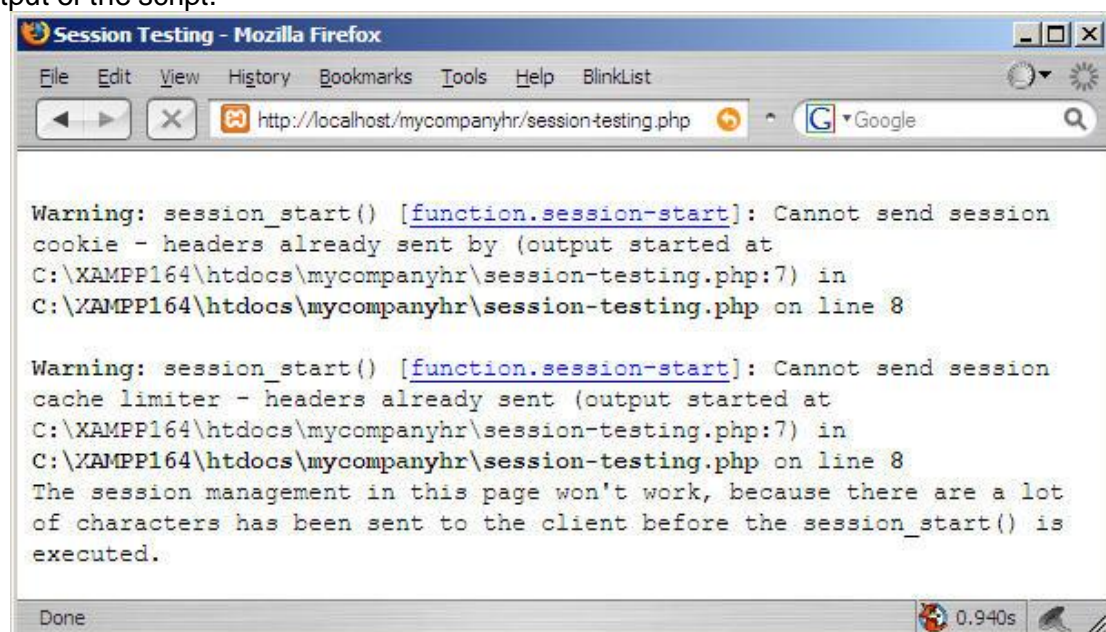 tput of the script.
Session Testing - Mozilla Firefox
File Edit View History Bookmarks Tools Help BlinkList
http://localhost/mycompanyhr/session-testing.php G Google
Warning: session_start() [function.session-start]: Cannot send session
cookie - headers already sent by (output started at
C:\XAMPP164\htdocs\mycompanyhr\session-testing.php:7) in
C:\XAMPP164\htdocs\mycompanyhr\session-testing.php on line 8
Warning: session_start() [function.session-start]: Cannot send session
cache limiter - headers already sent (output started at
C:\XAMPP164\htdocs\mycompanyhr\session-testing.php:7) in
C:\XAMPP164\htdocs\mycompanyhr\session-testing.php on line 8
The session management in this page won't work, because there are a lot
of characters has been sent to the client before the session_start() is
executed.
Done 0.940s